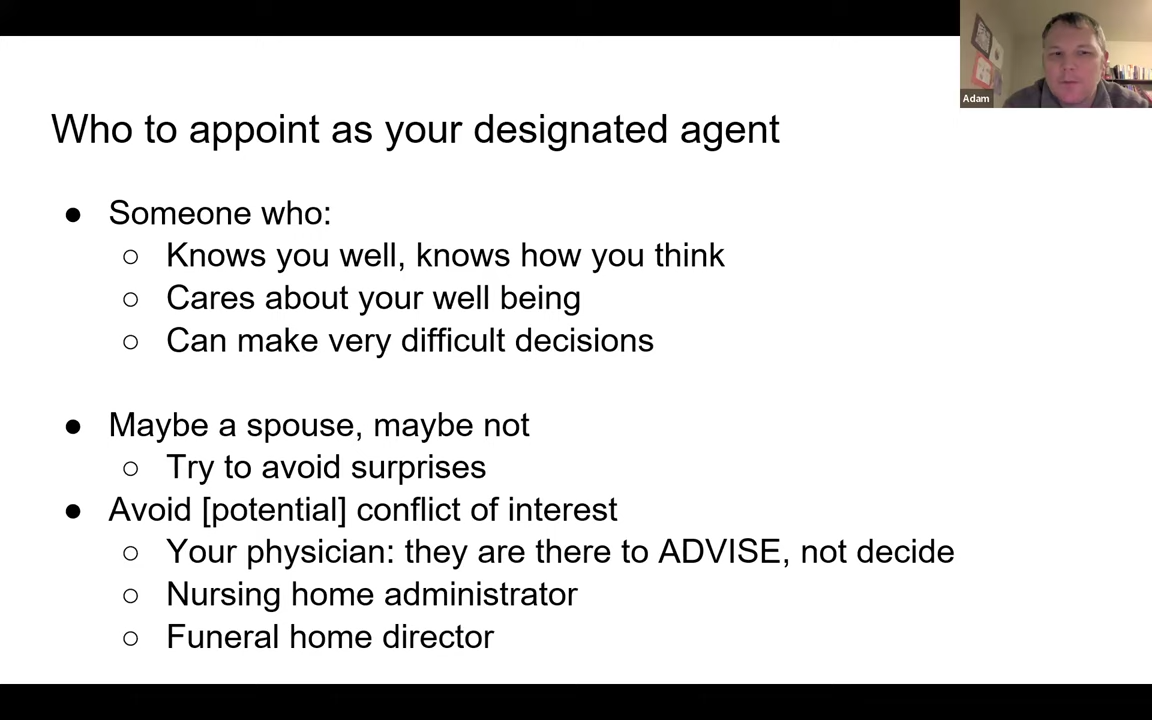 Adam
Who to appoint as your designated agent
● Someone who:
○ Knows you well, knows how you think
○ Cares about your well being
○ Can make very difficult decisions
● Maybe a spouse, maybe not
○ Try to avoid surprises
● Avoid [potential] conflict of interest
○ Your physician: they are there to ADVISE, not decide
○ Nursing home administrator
○ Funeral home director